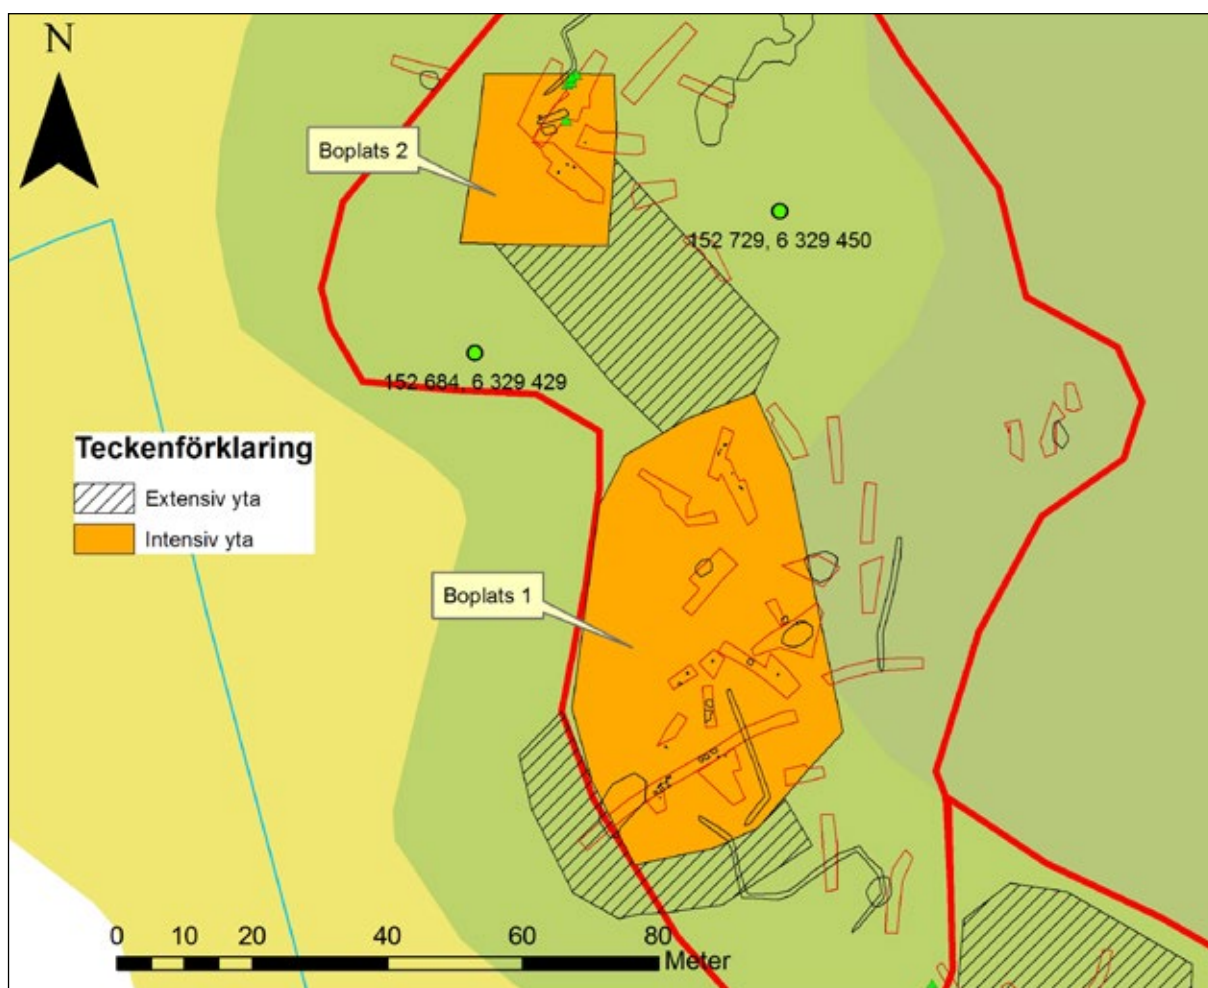 N
Boplats 2
152 729, 6 329 450
152 684, 6 329 429
Teckenförklaring
Extensiv yta
Intensiv yta
Boplats 1
0 10 20 40 60 80
Meter